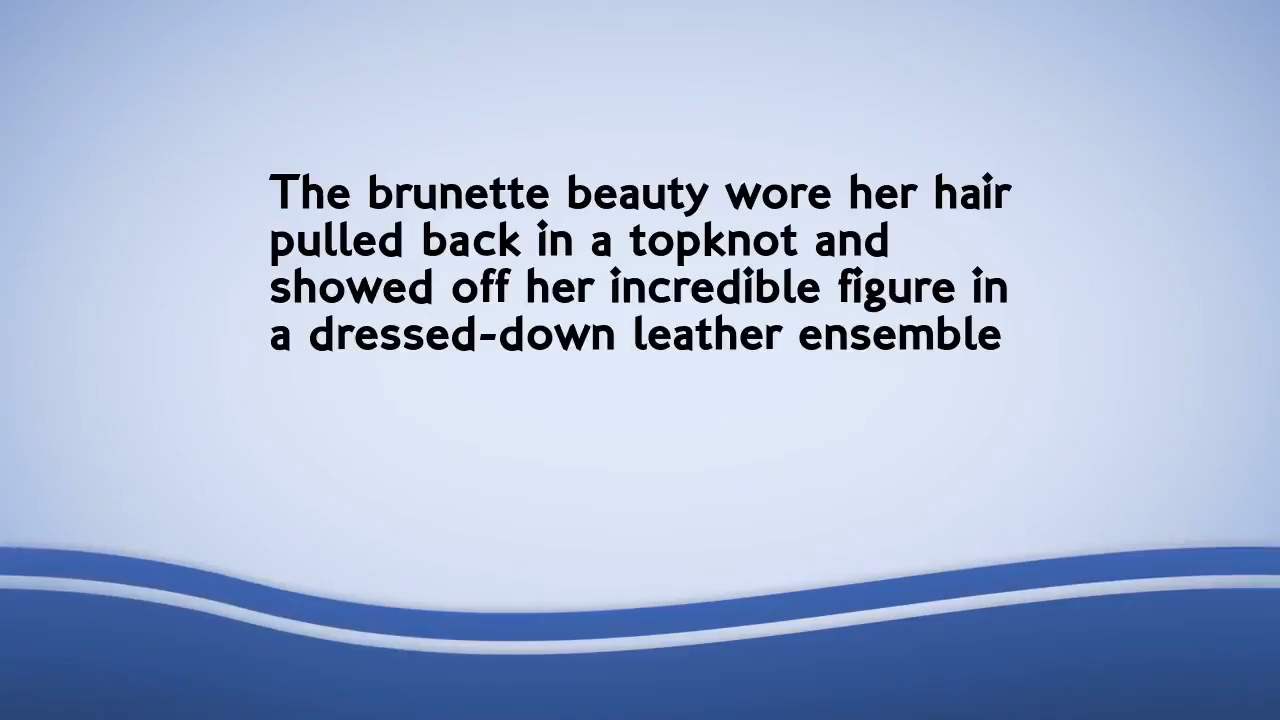 The brunette beauty wore her hair
pulled back in a topknot and
showed off her incredible figure in
a dressed-down leather ensemble